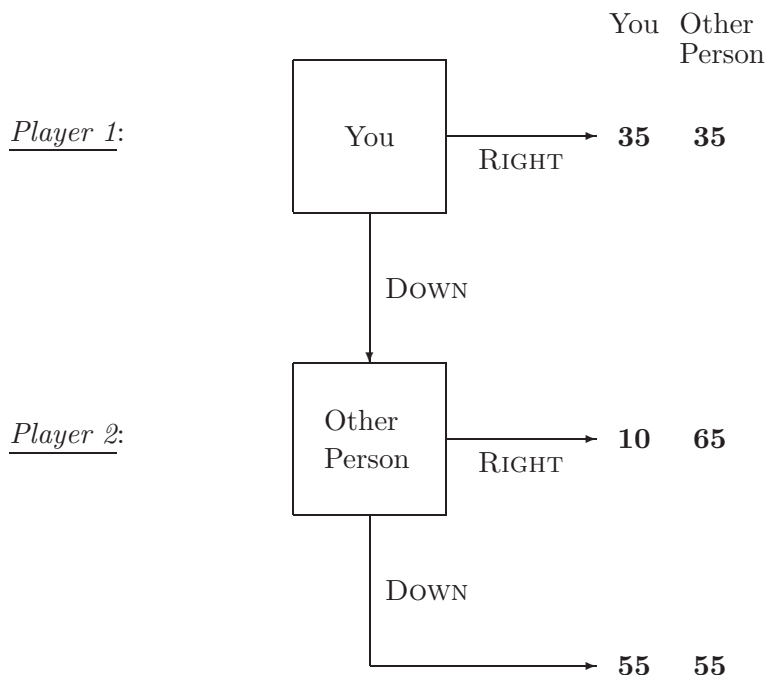 You Other
Person
Player 1:
You
RIGHT
35 35
DOWN
Player 2:
Other
Person
RIGHT
10 65
DOWN
55 55